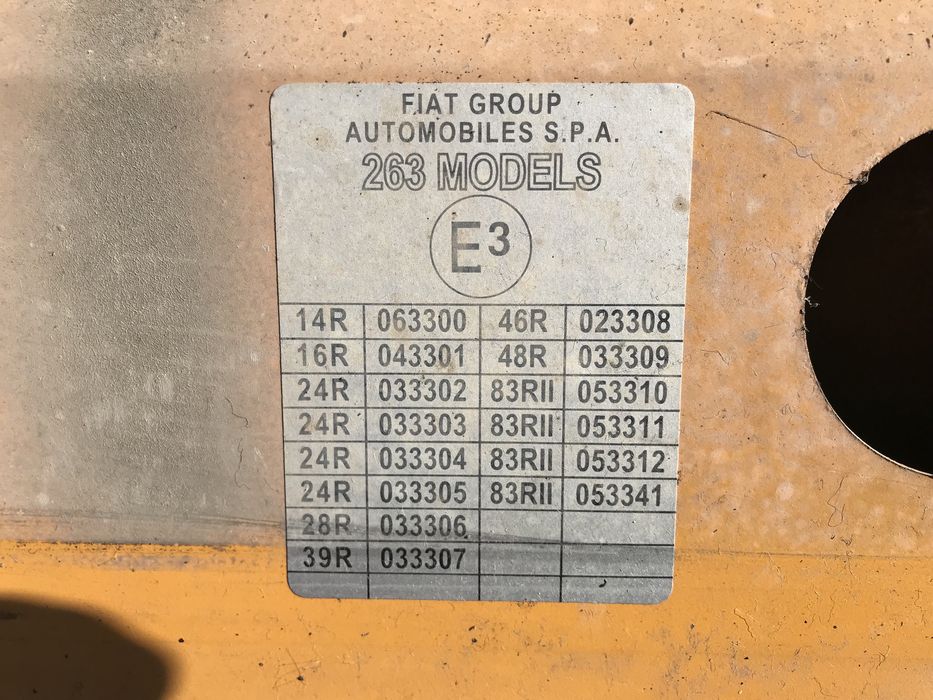 FIAT GROUP
AUTOMOBILES S.P.A.
263 MODELS
E3
14R 063300 46R 023308
16R 043301 48R 033309
24R 033302 83RII 053310
24R 033303 83RII 053311
24R 033304 83RII 053312
24R 033305 83RII 053341
28R 033306
39R 033307